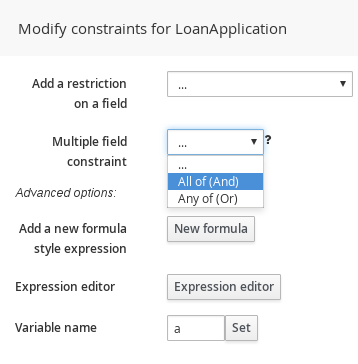 Modify constraints for LoanApplication
Add a restriction
on a field
...
Multiple field
constraint
...
?
...
All of (And)
Any of (Or)
Advanced options:
Add a new formula
style expression
New formula
Expression editor
Expression editor
Variable name
a
Set